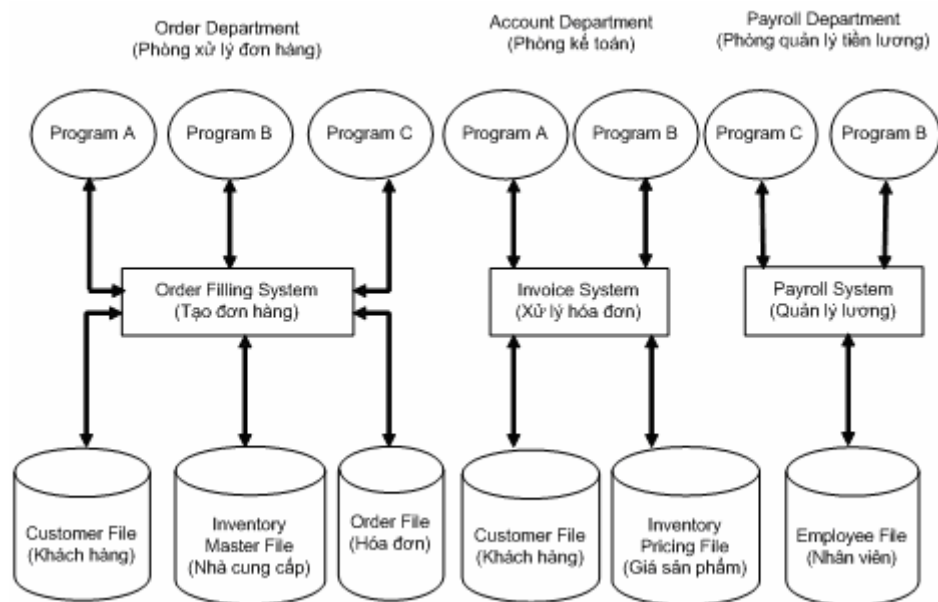 Order Department
(Phòng xử lý đơn hàng)
Account Department
(Phòng kế toán)
Payroll Department
(Phòng quản lý tiền lương)
Program A
Program B
Program C
Program A
Program B
Program C
Program B
Order Filling System
(Tạo đơn hàng)
Invoice System
(Xử lý hóa đơn)
Payroll System
(Quản lý lương)
Customer File
(Khách hàng)
Inventory
Master File
(Nhà cung cấp)
Order File
(Hóa đơn)
Customer File
(Khách hàng)
Inventory
Pricing File
(Giá sản phẩm)
Employee File
(Nhân viên)